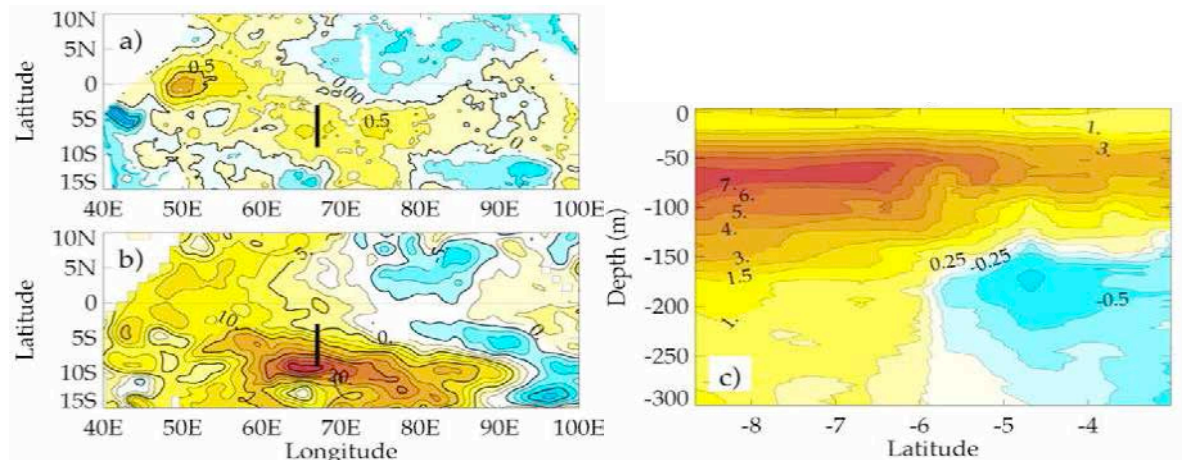 a)
10N
5N
0
5S
10S
15S
Latitude
0.5
0.00
0.5
0
40E 50E 60E 70E 80E 90E 100E
b)
10N
5N
0
5S
10S
15S
Latitude
5.
10.
0.
0
20.
40E 50E 60E 70E 80E 90E 100E
Longitude
0
-50
-100
-150
-200
-250
-300
Depth (m)
1.
3.
7.
6.
5.
4.
3.
1.5
1.
0.25 -0.25
-0.5
c)
-8 -7 -6 -5 -4
Latitude